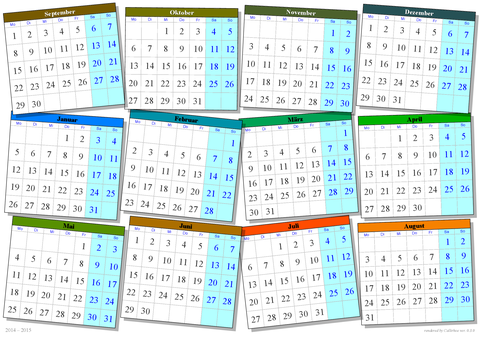 September
Mo Di Mi Do Fr Sa So
1 2 3 4 5 6 7
8 9 10 11 12 13 14
15 16 17 18 19 20 21
22 23 24 25 26 27 28
29 30
Oktober
Mo Di Mi Do Fr Sa So
1 2 3 4 5
6 7 8 9 10 11 12
13 14 15 16 17 18 19
20 21 22 23 24 25 26
27 28 29 30 31
November
Mo Di Mi Do Fr Sa So
1 2
3 4 5 6 7 8 9
10 11 12 13 14 15 16
17 18 19 20 21 22 23
24 25 26 27 28 29 30
Dezember
Mo Di Mi Do Fr Sa So
1 2 3 4 5 6 7
8 9 10 11 12 13 14
15 16 17 18 19 20 21
22 23 24 25 26 27 28
29 30 31
Januar
Mo Di Mi Do Fr Sa So
1 2 3 4
5 6 7 8 9 10 11
12 13 14 15 16 17 18
19 20 21 22 23 24 25
26 27 28 29 30 31
Februar
Mo Di Mi Do Fr Sa So
1
2 3 4 5 6 7 8
9 10 11 12 13 14 15
16 17 18 19 20 21 22
23 24 25 26 27 28
März
Mo Di Mi Do Fr Sa So
1
2 3 4 5 6 7 8
9 10 11 12 13 14 15
16 17 18 19 20 21 22
23 24 25 26 27 28 29
30 31
April
Mo Di Mi Do Fr Sa So
1 2 3 4 5
6 7 8 9 10 11 12
13 14 15 16 17 18 19
20 21 22 23 24 25 26
27 28 29 30
Mai
Mo Di Mi Do Fr Sa So
1 2 3
4 5 6 7 8 9 10
11 12 13 14 15 16 17
18 19 20 21 22 23 24
25 26 27 28 29 30 31
Juni
Mo Di Mi Do Fr Sa So
1 2 3 4 5 6 7
8 9 10 11 12 13 14
15 16 17 18 19 20 21
22 23 24 25 26 27 28
29 30
Juli
Mo Di Mi Do Fr Sa So
1 2 3 4 5
6 7 8 9 10 11 12
13 14 15 16 17 18 19
20 21 22 23 24 25 26
27 28 29 30 31
August
Mo Di Mi Do Fr Sa So
1 2
3 4 5 6 7 8 9
10 11 12 13 14 15 16
17 18 19 20 21 22 23
24 25 26 27 28 29 30
31
2014 – 2015